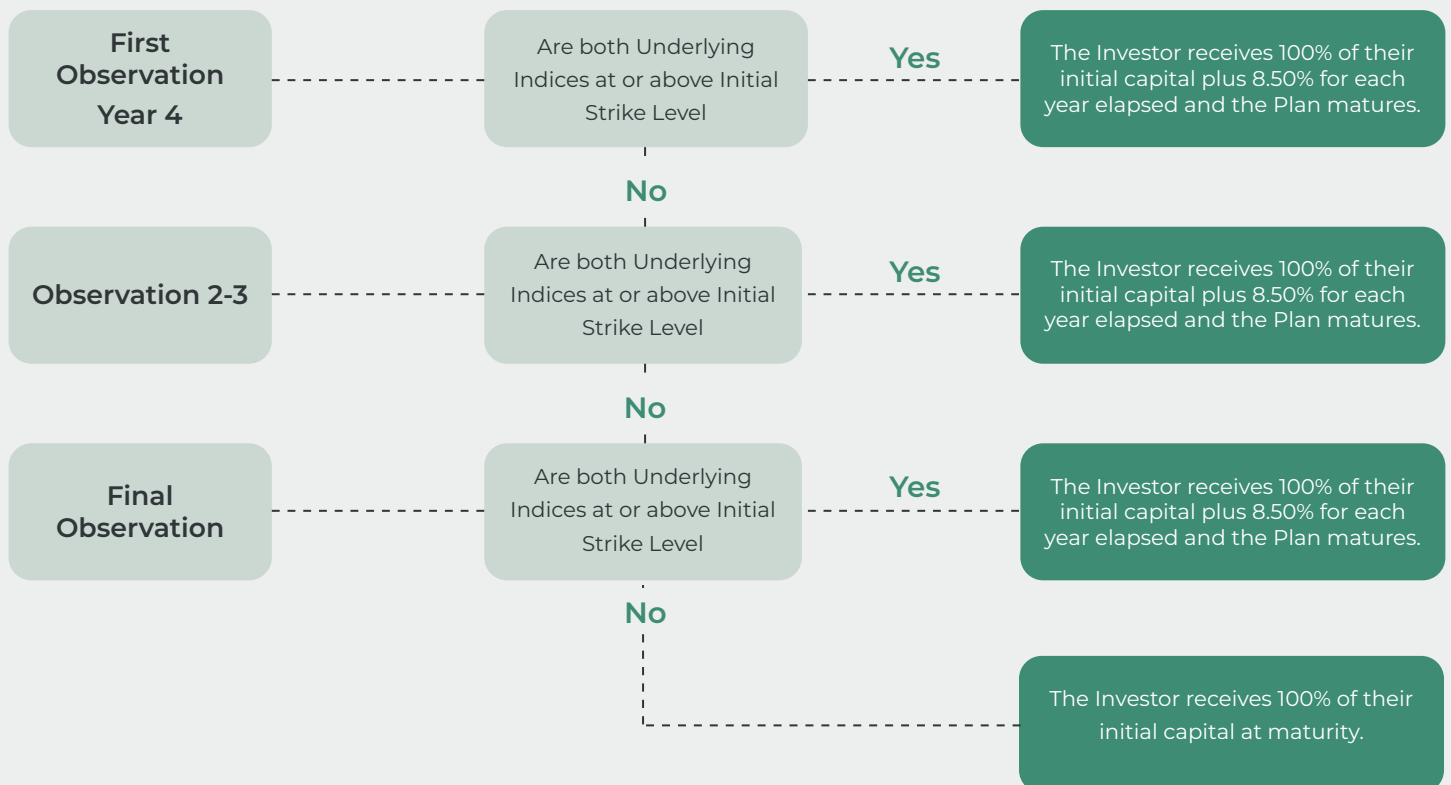 First
Observation
Year 4
Are both Underlying
Indices at or above Initial
Strike Level
Yes
The Investor receives 100% of their
initial capital plus 8.50% for each
year elapsed and the Plan matures.
No
Observation 2-3
Are both Underlying
Indices at or above Initial
Strike Level
Yes
The Investor receives 100% of their
initial capital plus 8.50% for each
year elapsed and the Plan matures.
No
Final
Observation
Are both Underlying
Indices at or above Initial
Strike Level
Yes
The Investor receives 100% of their
initial capital plus 8.50% for each
year elapsed and the Plan matures.
No
The Investor receives 100% of their
initial capital at maturity.